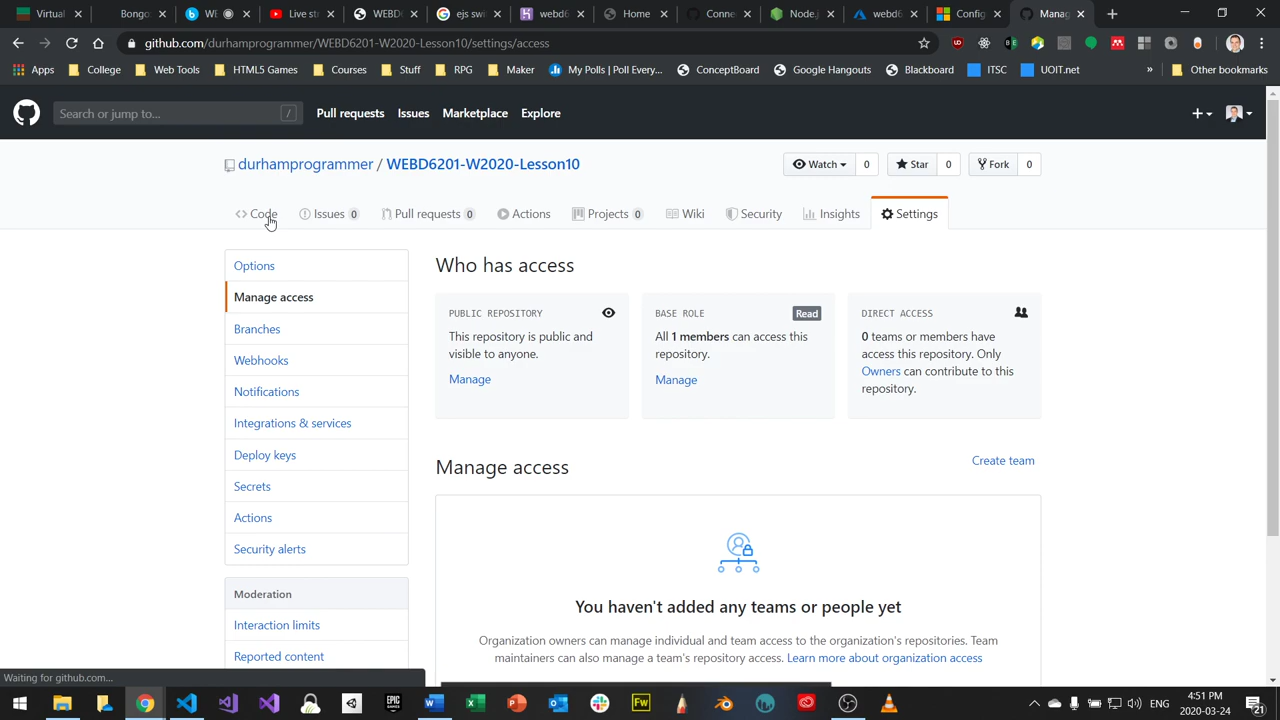 Virtual
Bongo
WE
Live str
WEBD
ejs swe
webd6
Home
Connec
Node.j
webd6
Config
Manag
github.com/durhamprogrammer/WEBD6201-W2020-Lesson10/settings/access
Apps College Web Tools HTML5 Games Courses Stuff RPG Maker My Polls | Poll Every... ConceptBoard Google Hangouts Blackboard ITSC UOIT.net » Other bookmarks
Search or jump to... / Pull requests Issues Marketplace Explore
durhamprogrammer / WEBD6201-W2020-Lesson10
Watch 0 Star 0 Fork 0
Code Issues 0 Pull requests 0 Actions Projects 0 Wiki Security Insights Settings
Options
Manage access
Branches
Webhooks
Notifications
Integrations & services
Deploy keys
Secrets
Actions
Security alerts
Moderation
Interaction limits
Reported content
Who has access
PUBLIC REPOSITORY
This repository is public and
visible to anyone.
Manage
BASE ROLE Read
All 1 members can access this
repository.
Manage
DIRECT ACCESS
0 teams or members have
access this repository. Only
Owners can contribute to this
repository.
Manage access
Create team
You haven't added any teams or people yet
Organization owners can manage individual and team access to the organization's repositories. Team
maintainers can also manage a team's repository access. Learn more about organization access
Waiting for github.com...
ENG
4:51 PM
2020-03-24
21